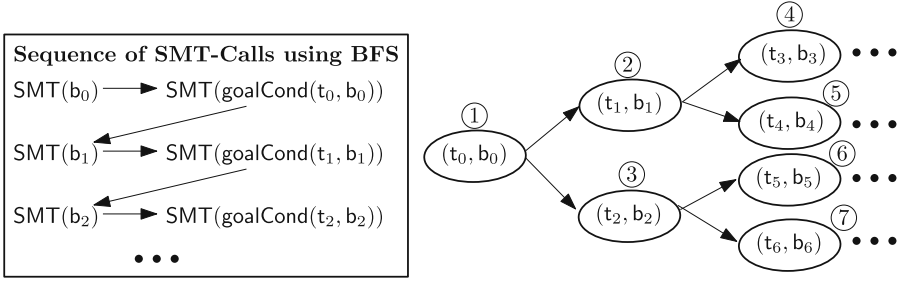 Sequence of SMT-Calls using BFS
SMT(b₀) SMT(goalCond(t₀, b₀))
SMT(b₁) SMT(goalCond(t₁, b₁))
SMT(b₂) SMT(goalCond(t₂, b₂))
•••
① 
(t₀, b₀)
②
(t₁, b₁)
③
(t₂, b₂)
④
(t₃, b₃) •••
⑤
(t₄, b₄) •••
⑥
(t₅, b₅) •••
⑦
(t₆, b₆) •••